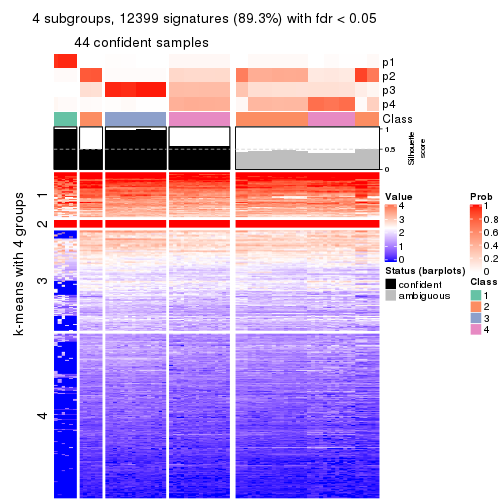 4 subgroups, 12399 signatures (89.3%) with fdr < 0.05
44 confident samples
p1
p2
p3
p4
Class
1
0.5
0
Silhouette
score
k-means with 4 groups
1
2
3
4
Value
4
3
2
1
0
Status (barplots)
confident
ambiguous
Prob
1
0.8
0.6
0.4
0.2
0
Class
1
2
3
4